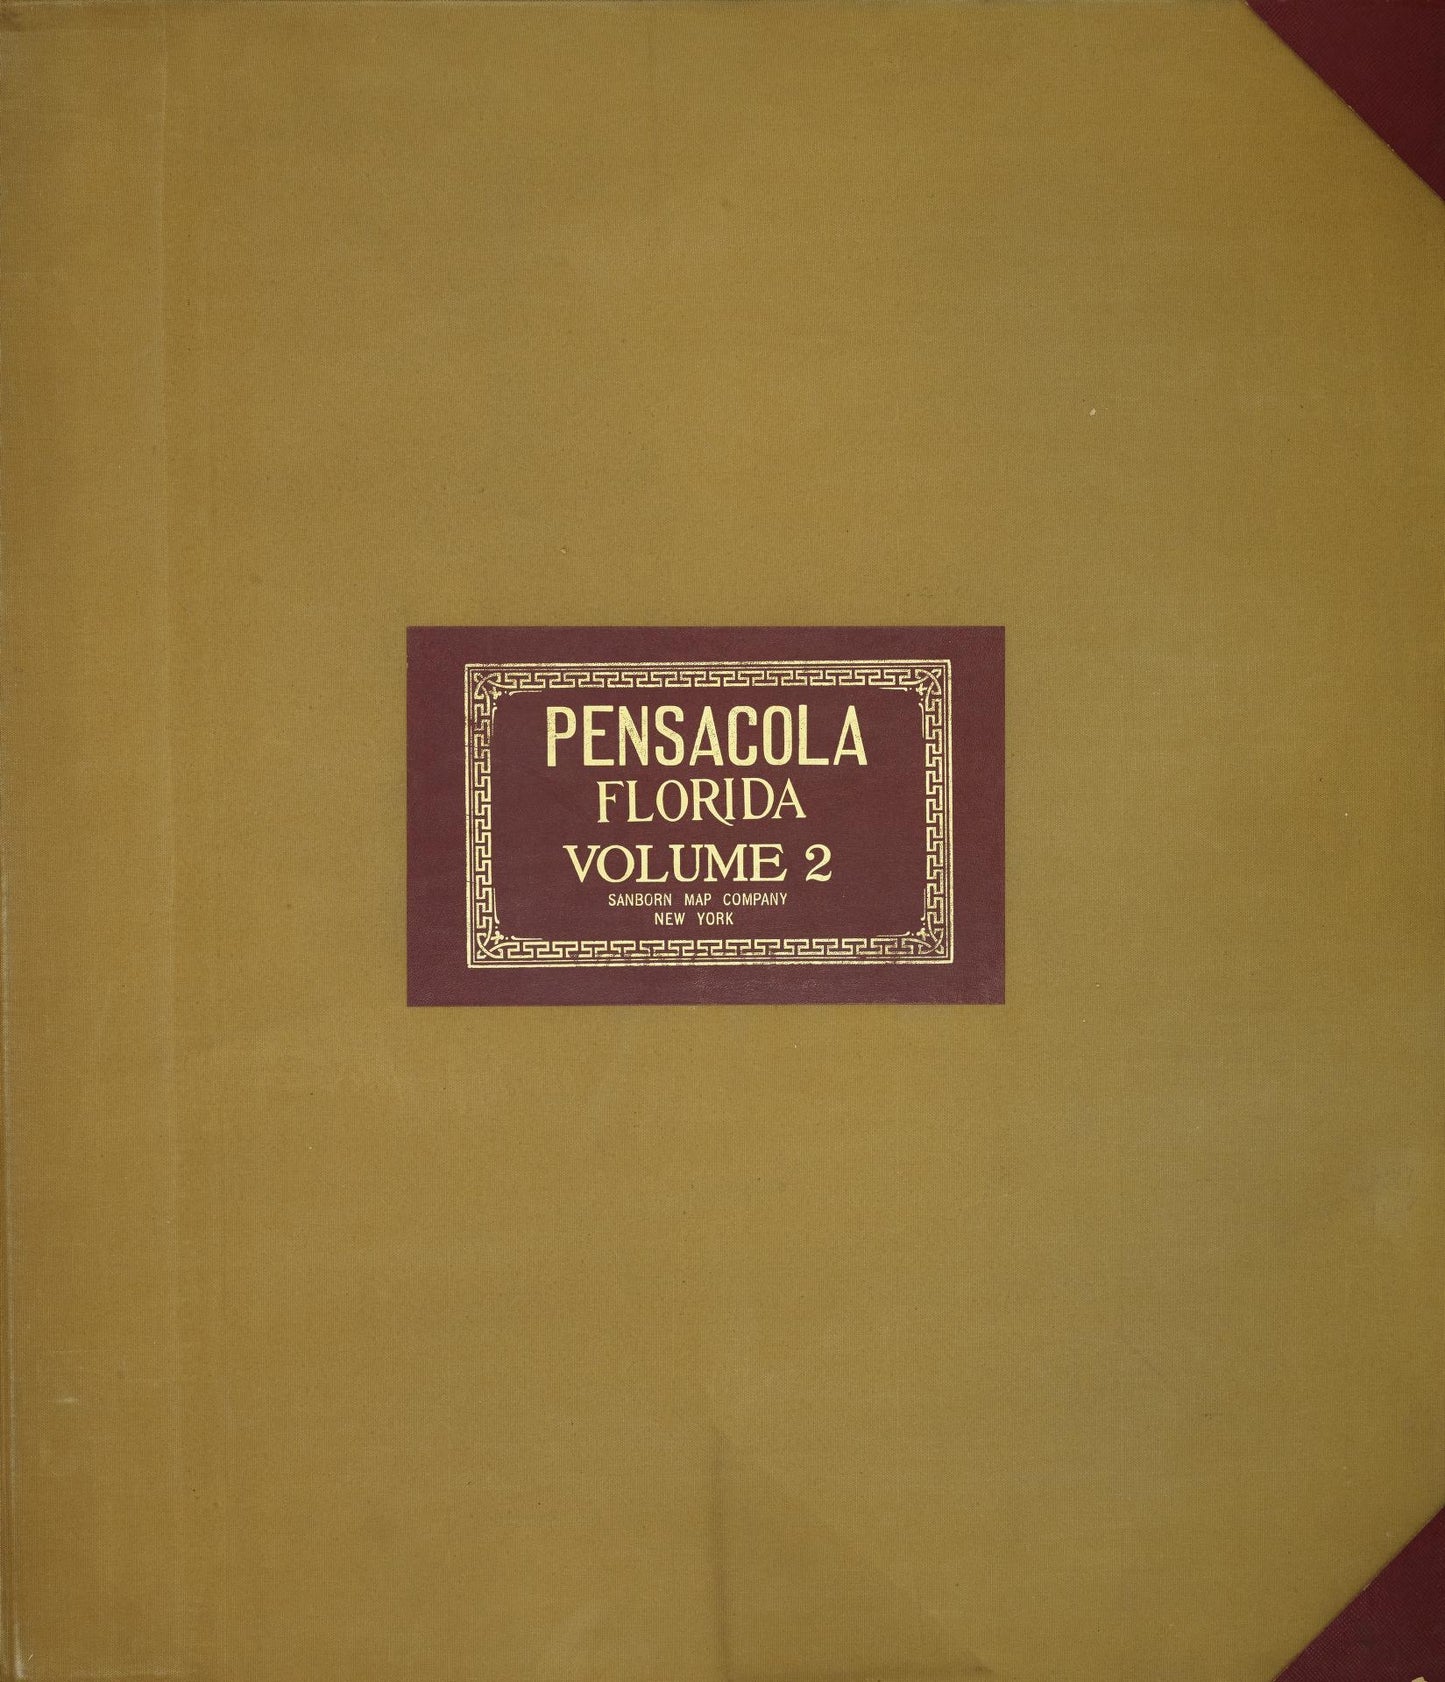 PENSACOLA
FLORIDA
VOLUME 2
SANBORN MAP COMPANY
NEW YORK